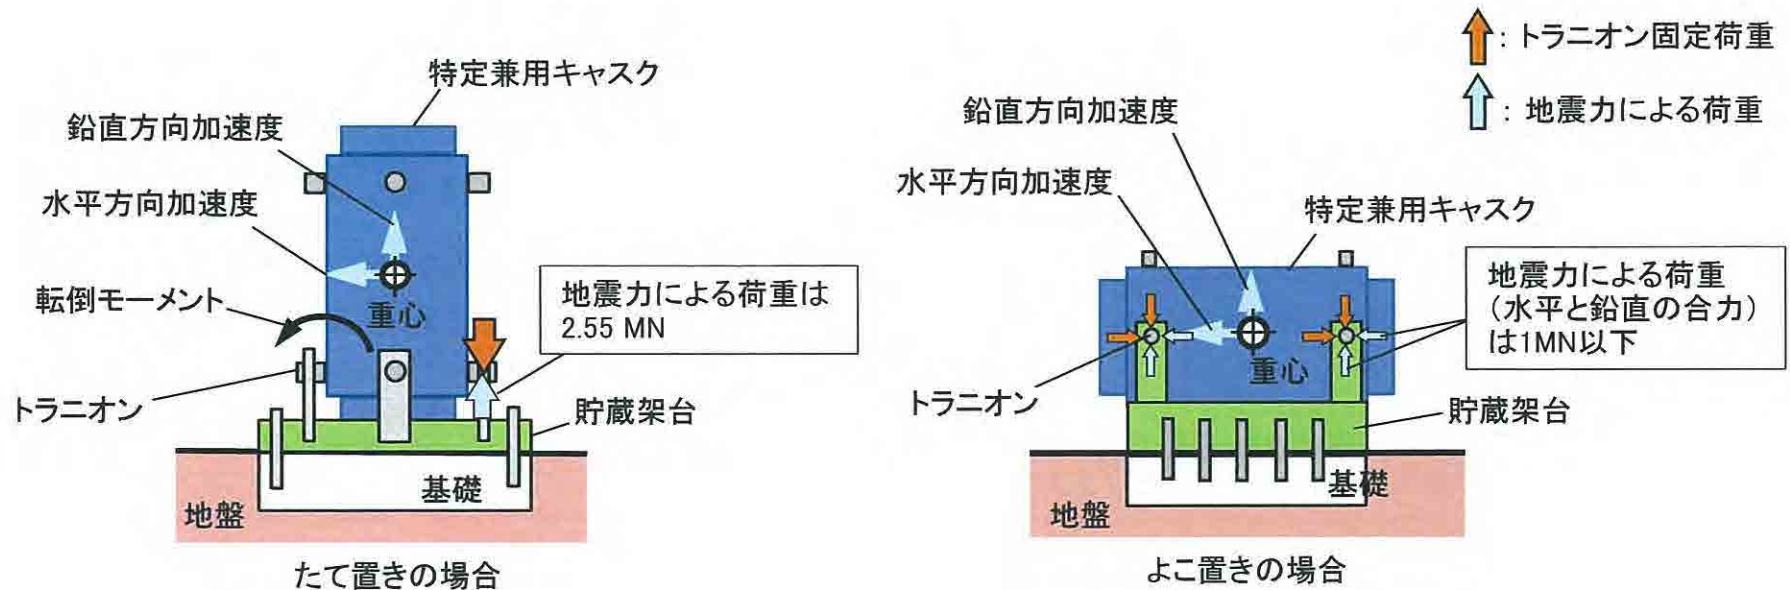 特定兼用キャスク
鉛直方向加速度
水平方向加速度
転倒モーメント
重心
トラニオン
地震力による荷重は
2.55 MN
貯蔵架台
基礎
地盤
たて置きの場合
:トラニオン固定荷重
:地震力による荷重
鉛直方向加速度
水平方向加速度
特定兼用キャスク
地震力による荷重
(水平と鉛直の合力)
は1MN以下
重心
トラニオン
貯蔵架台
基礎
地盤
よこ置きの場合